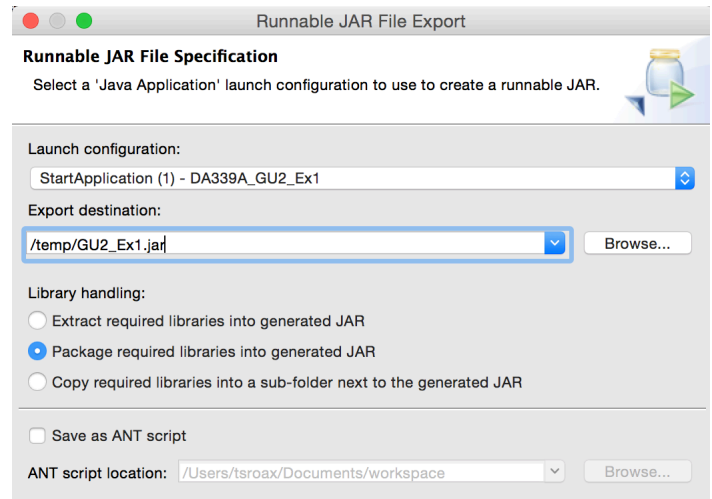 Runnable JAR File Export
Runnable JAR File Specification
Select a 'Java Application' launch configuration to use to create a runnable JAR.
Launch configuration:
StartApplication (1) - DA339A_GU2_Ex1
Export destination:
/temp/GU2_Ex1.jar
Browse...
Library handling:
Extract required libraries into generated JAR
Package required libraries into generated JAR
Copy required libraries into a sub-folder next to the generated JAR
Save as ANT script
ANT script location: /Users/tsroax/Documents/workspace Browse...